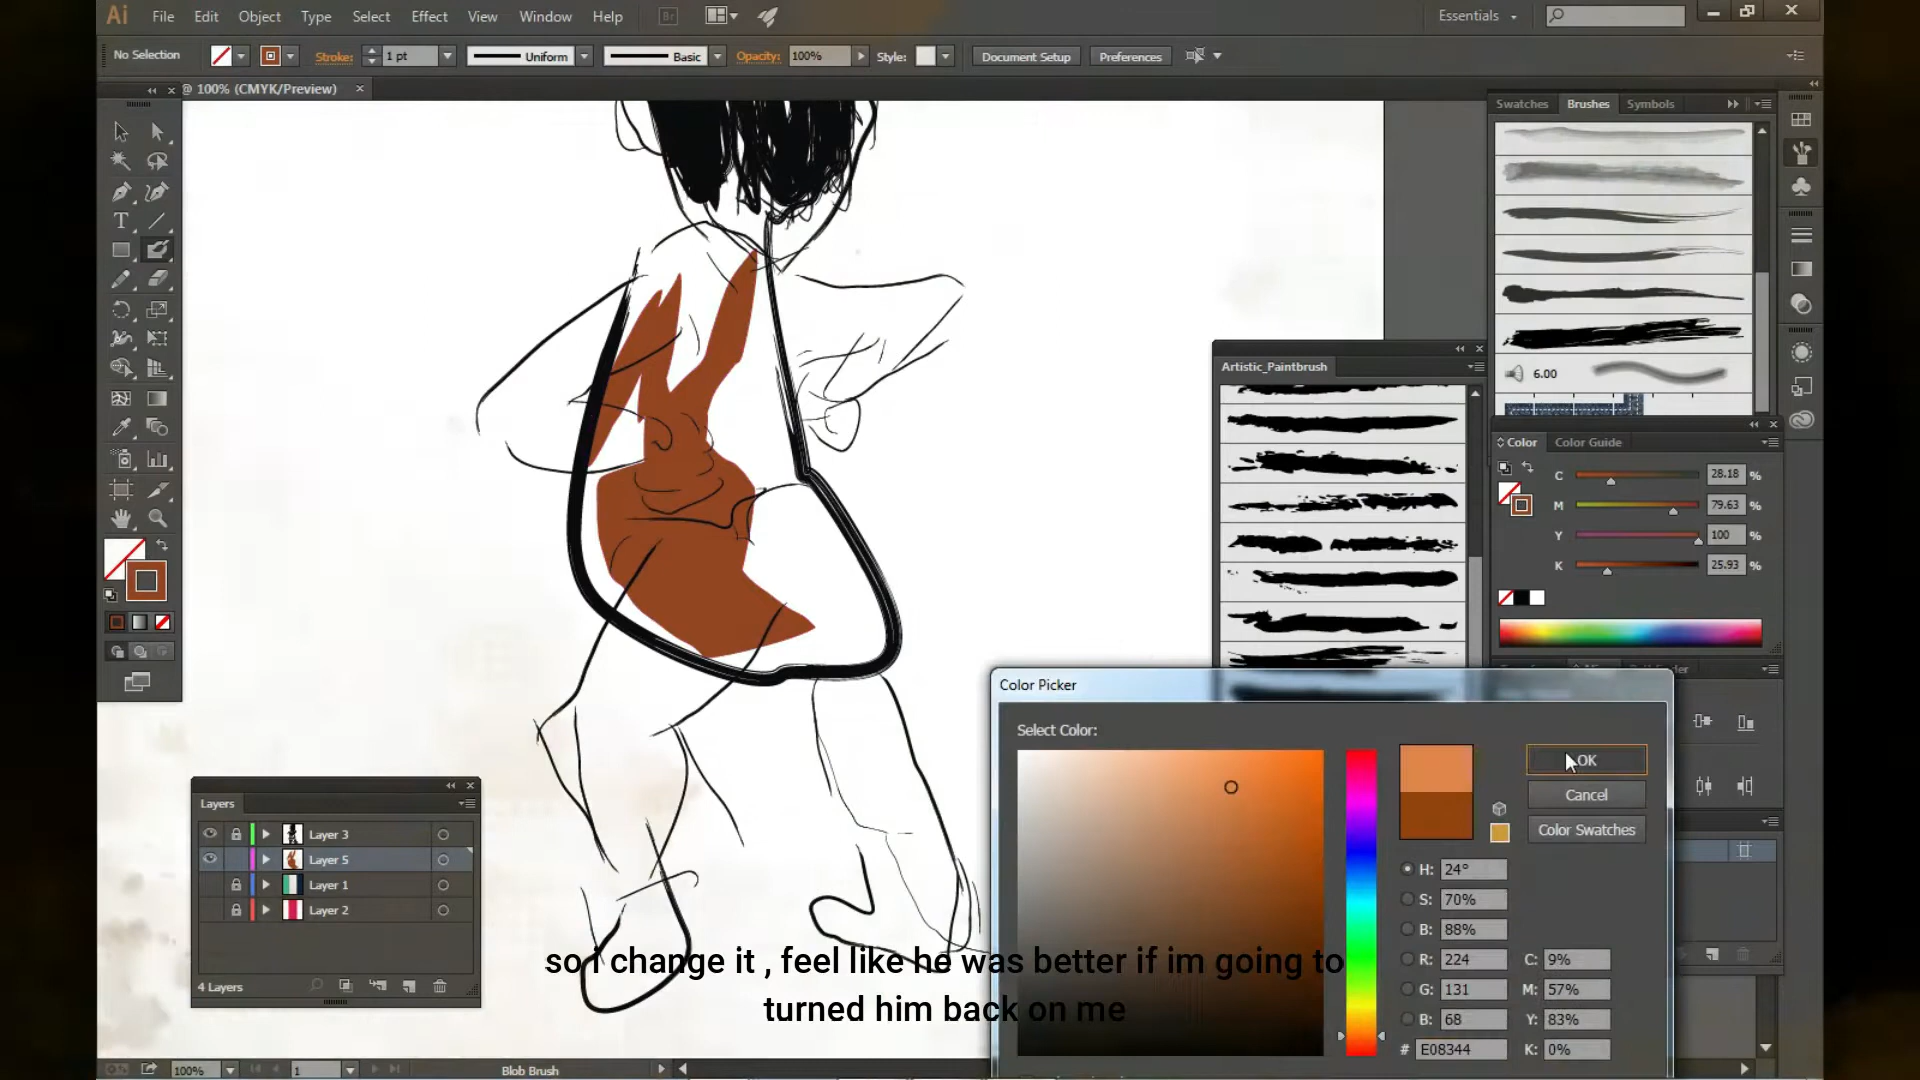 Ai File Edit Object Type Select Effect View Window Help Br Essentials
No Selection Stroke: 1 pt Uniform Basic Opacity: 100% Style: Document Setup Preferences
@ 100% (CMYK/Preview) ×
Swatches Brushes Symbols
T
6.00
Artistic_Paintbrush
Color Color Guide
C 28.18 %
M 79.63 %
Y 100 %
K 25.93 %
Color Picker
Select Color:
OK
Cancel
Color Swatches
H: 24°
S: 70%
B: 88%
R: 224 C: 9%
G: 131 M: 57%
B: 68 Y: 83%
# E08344 K: 0%
Layers
Layer 3
Layer 5
Layer 1
Layer 2
4 Layers
so i change it , feel like he was better if im going to
turned him back on me
100% 1 Blob Brush